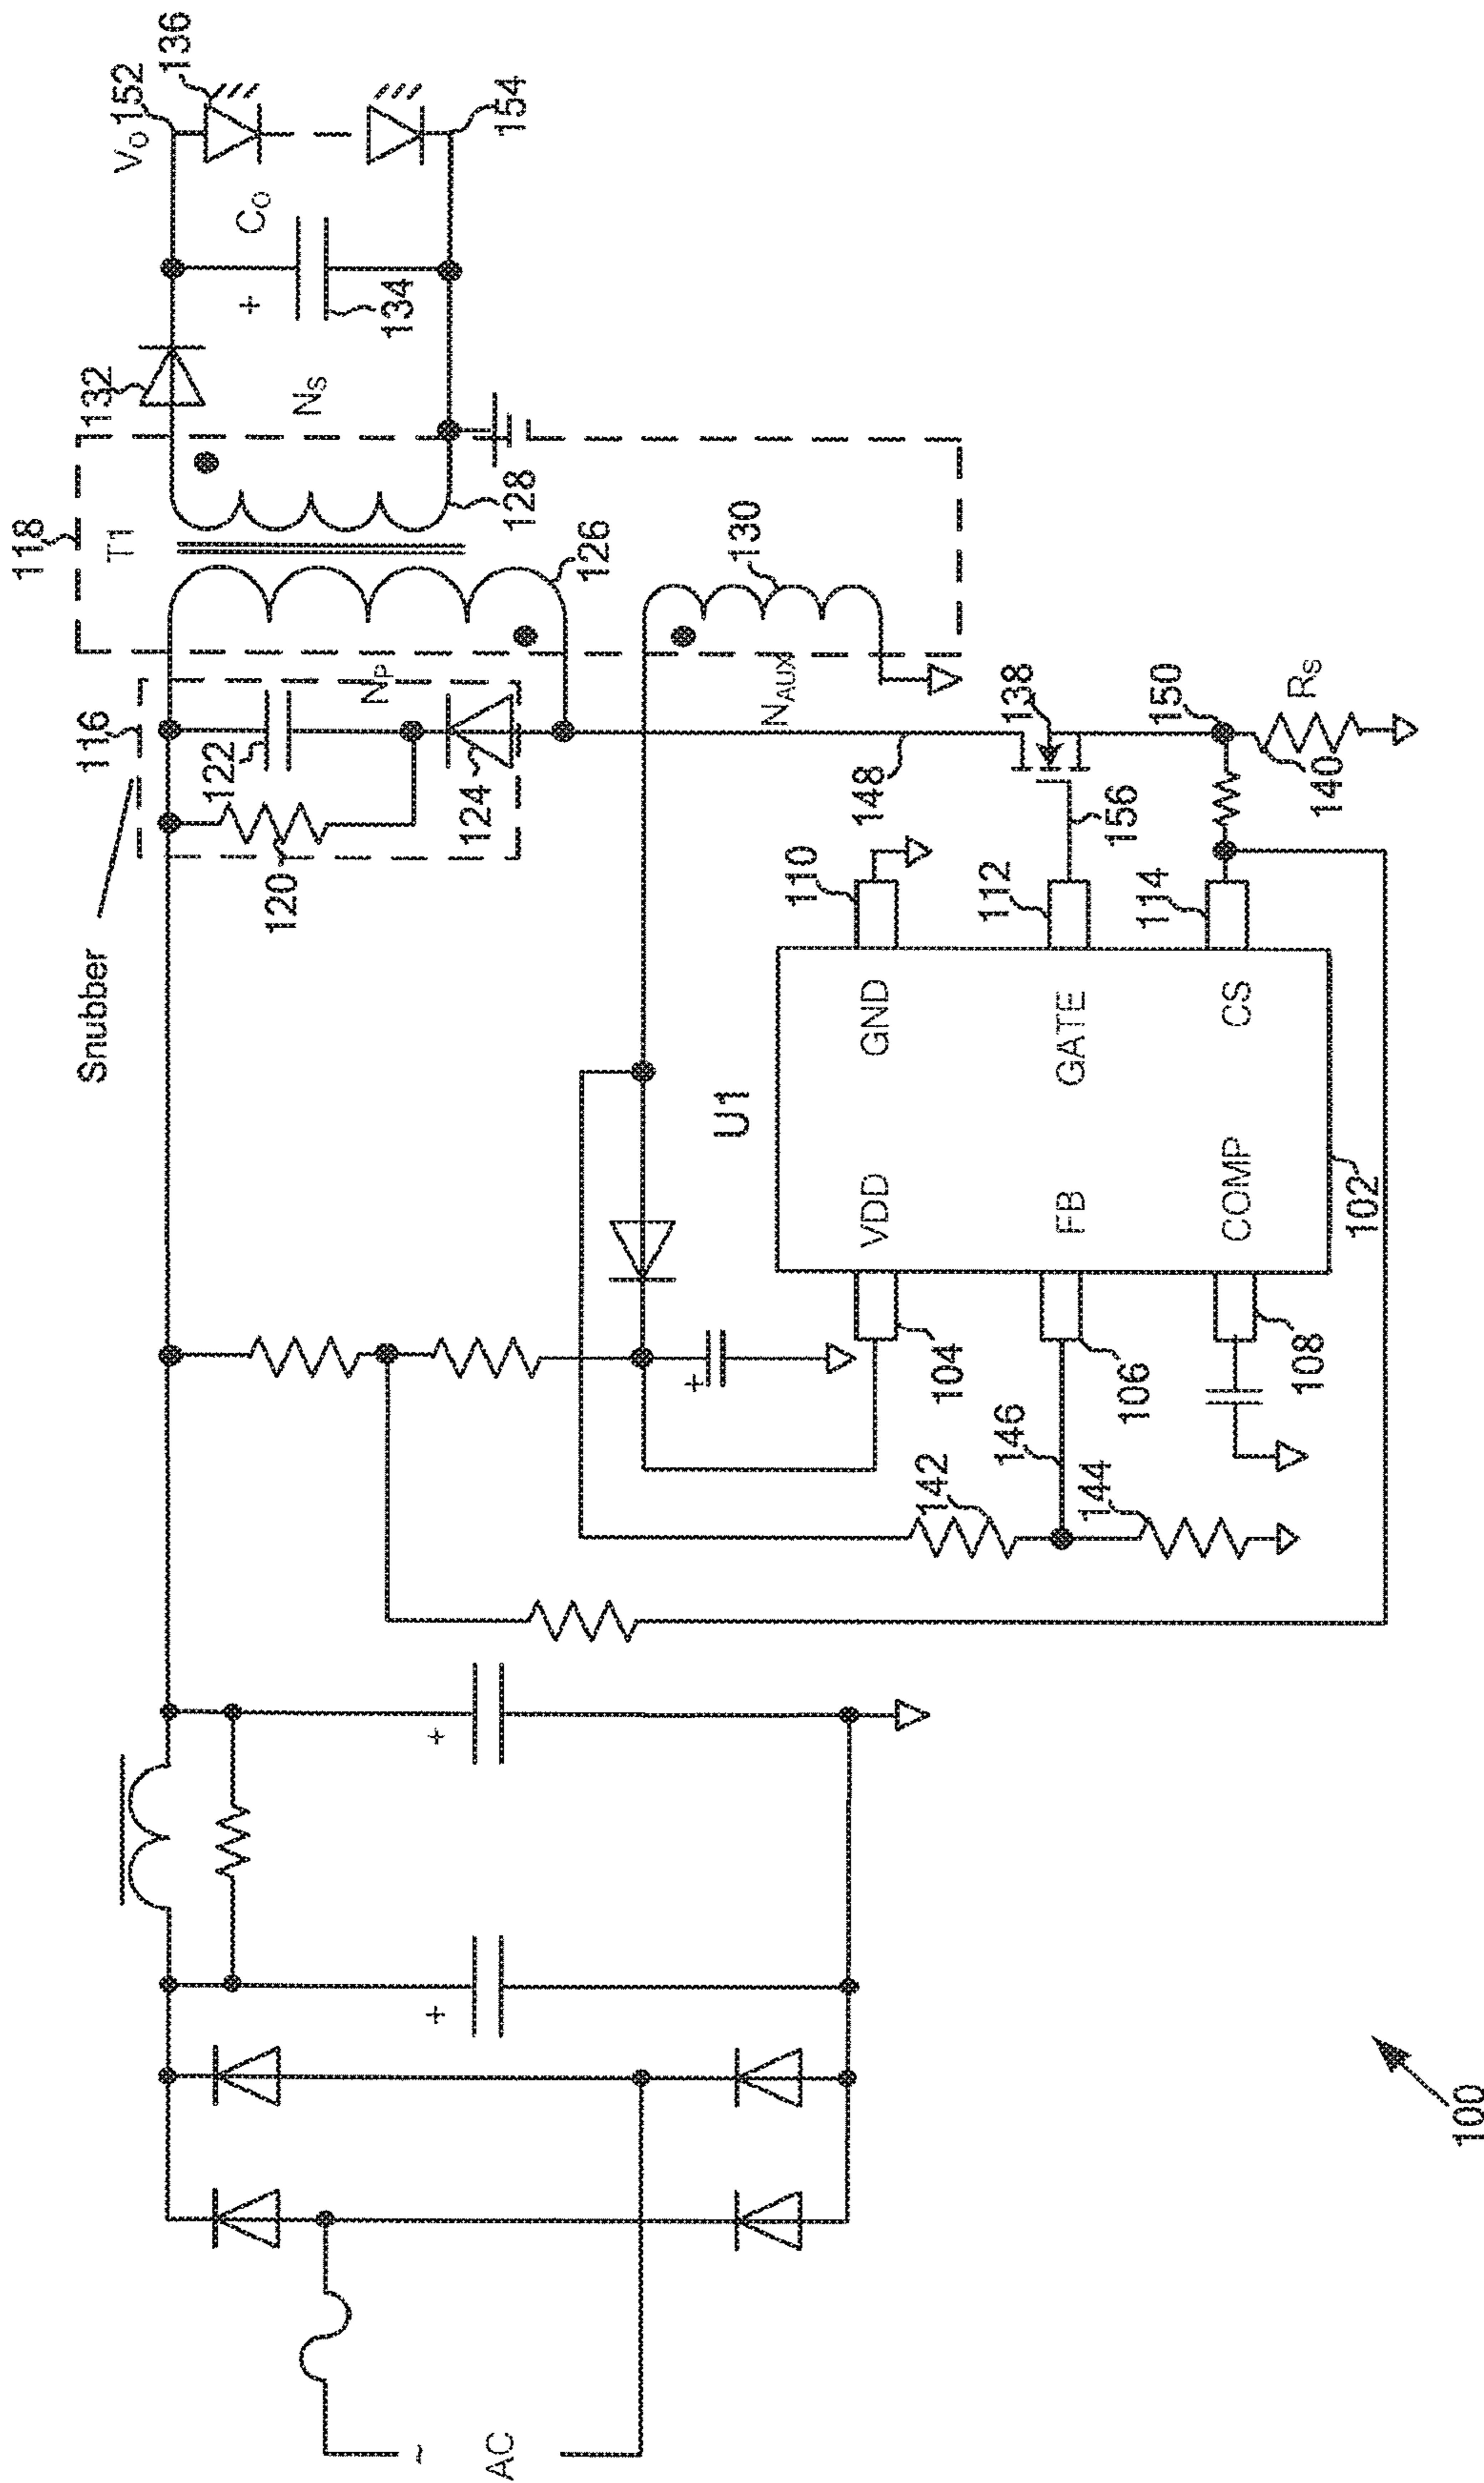 Snubber
116
118
T1
132
VO
152
136
CO
+
134
NS
154
122
120
124
NP
126
128
130
NAUX
148
138
150
RS
140
156
U1
VDD
GND
FB
GATE
COMP
CS
104
106
108
110
112
114
102
142
144
146
+
+
+
~
AC
100